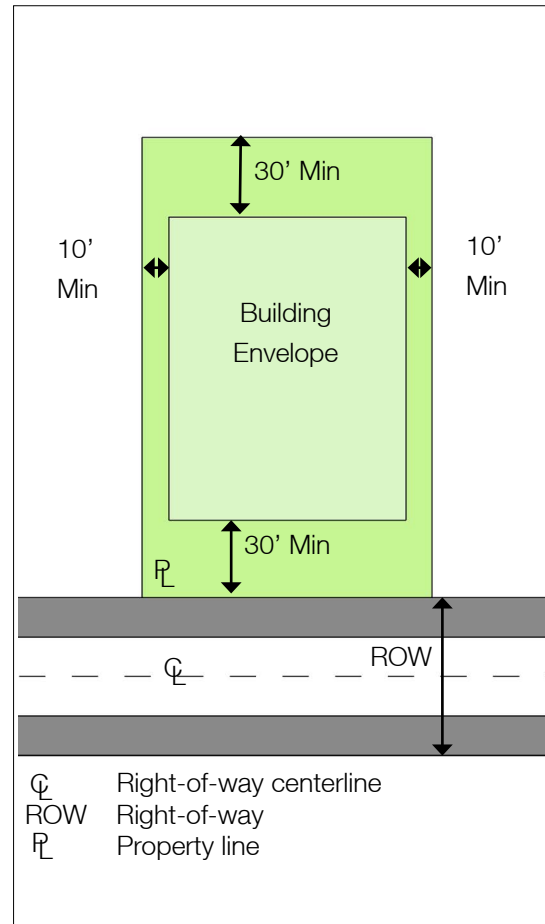 30’ Min
10’
Min
10’
Min
Building
Envelope
30’ Min
PL
ROW
CL
CL Right-of-way centerline
ROW Right-of-way
PL Property line